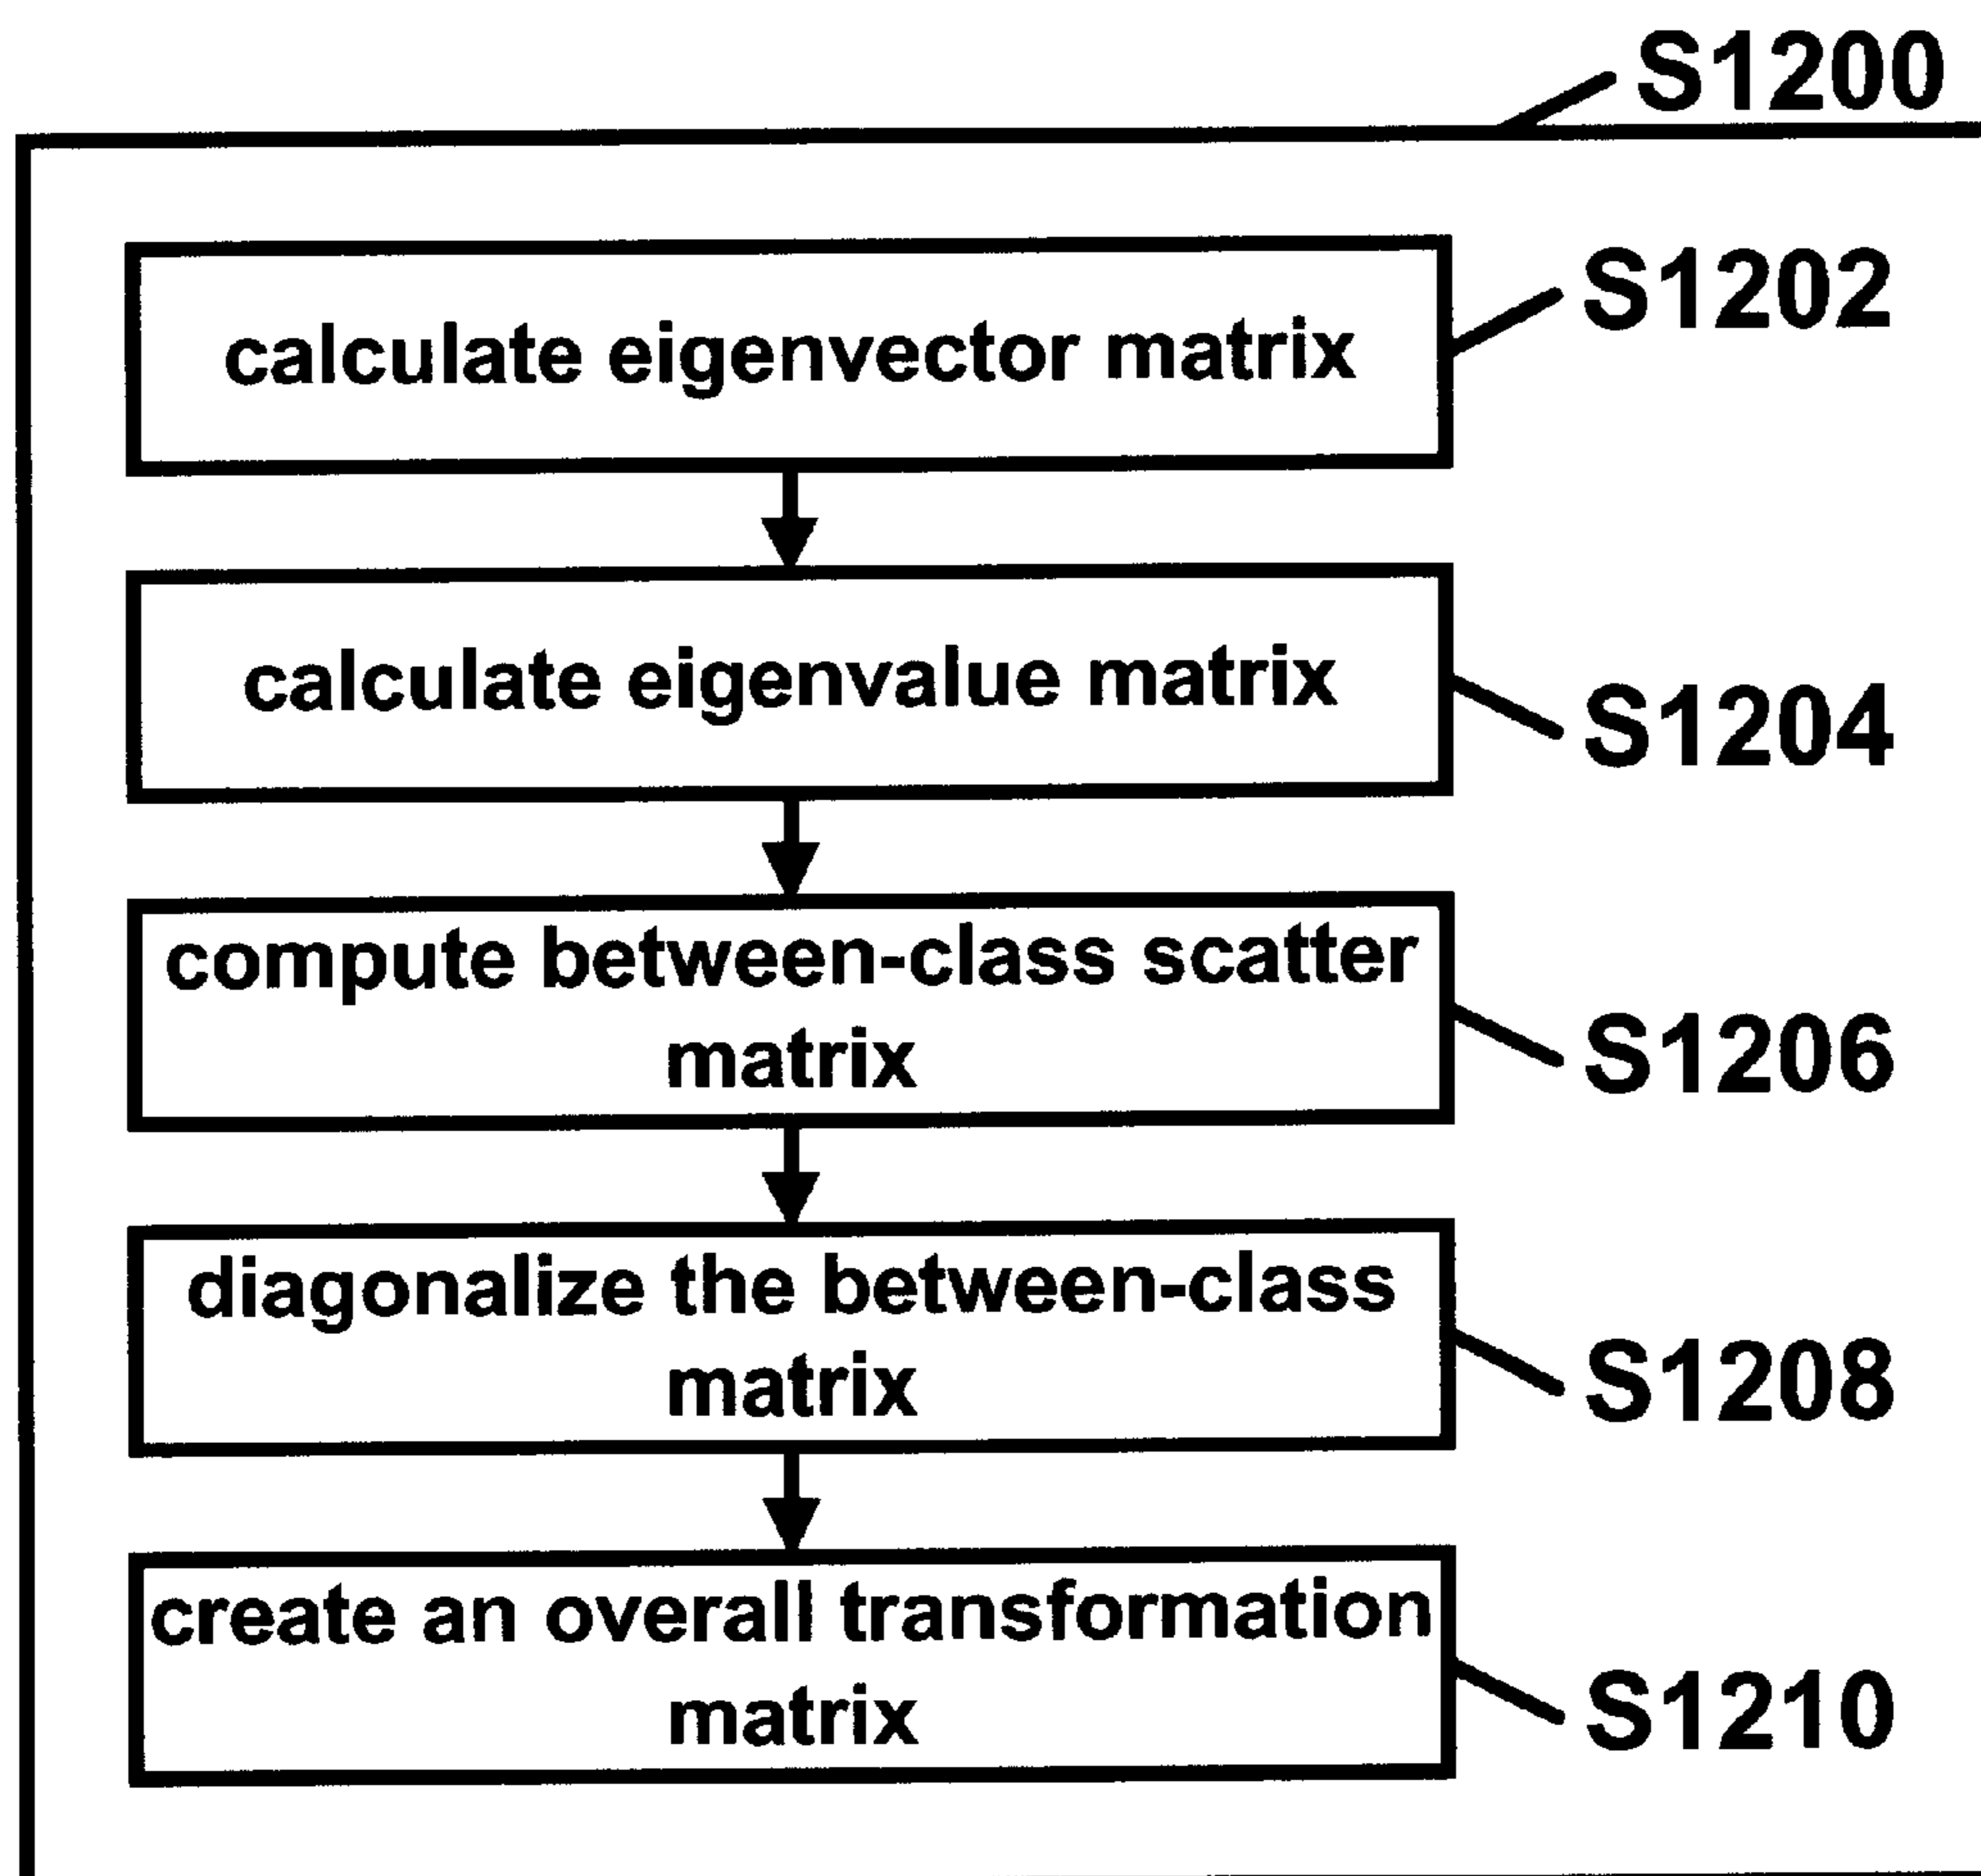 S1200
calculate eigenvector matrix
S1202
calculate eigenvalue matrix
S1204
compute between-class scatter
matrix
S1206
diagonalize the between-class
matrix
S1208
create an overall transformation
matrix
S1210